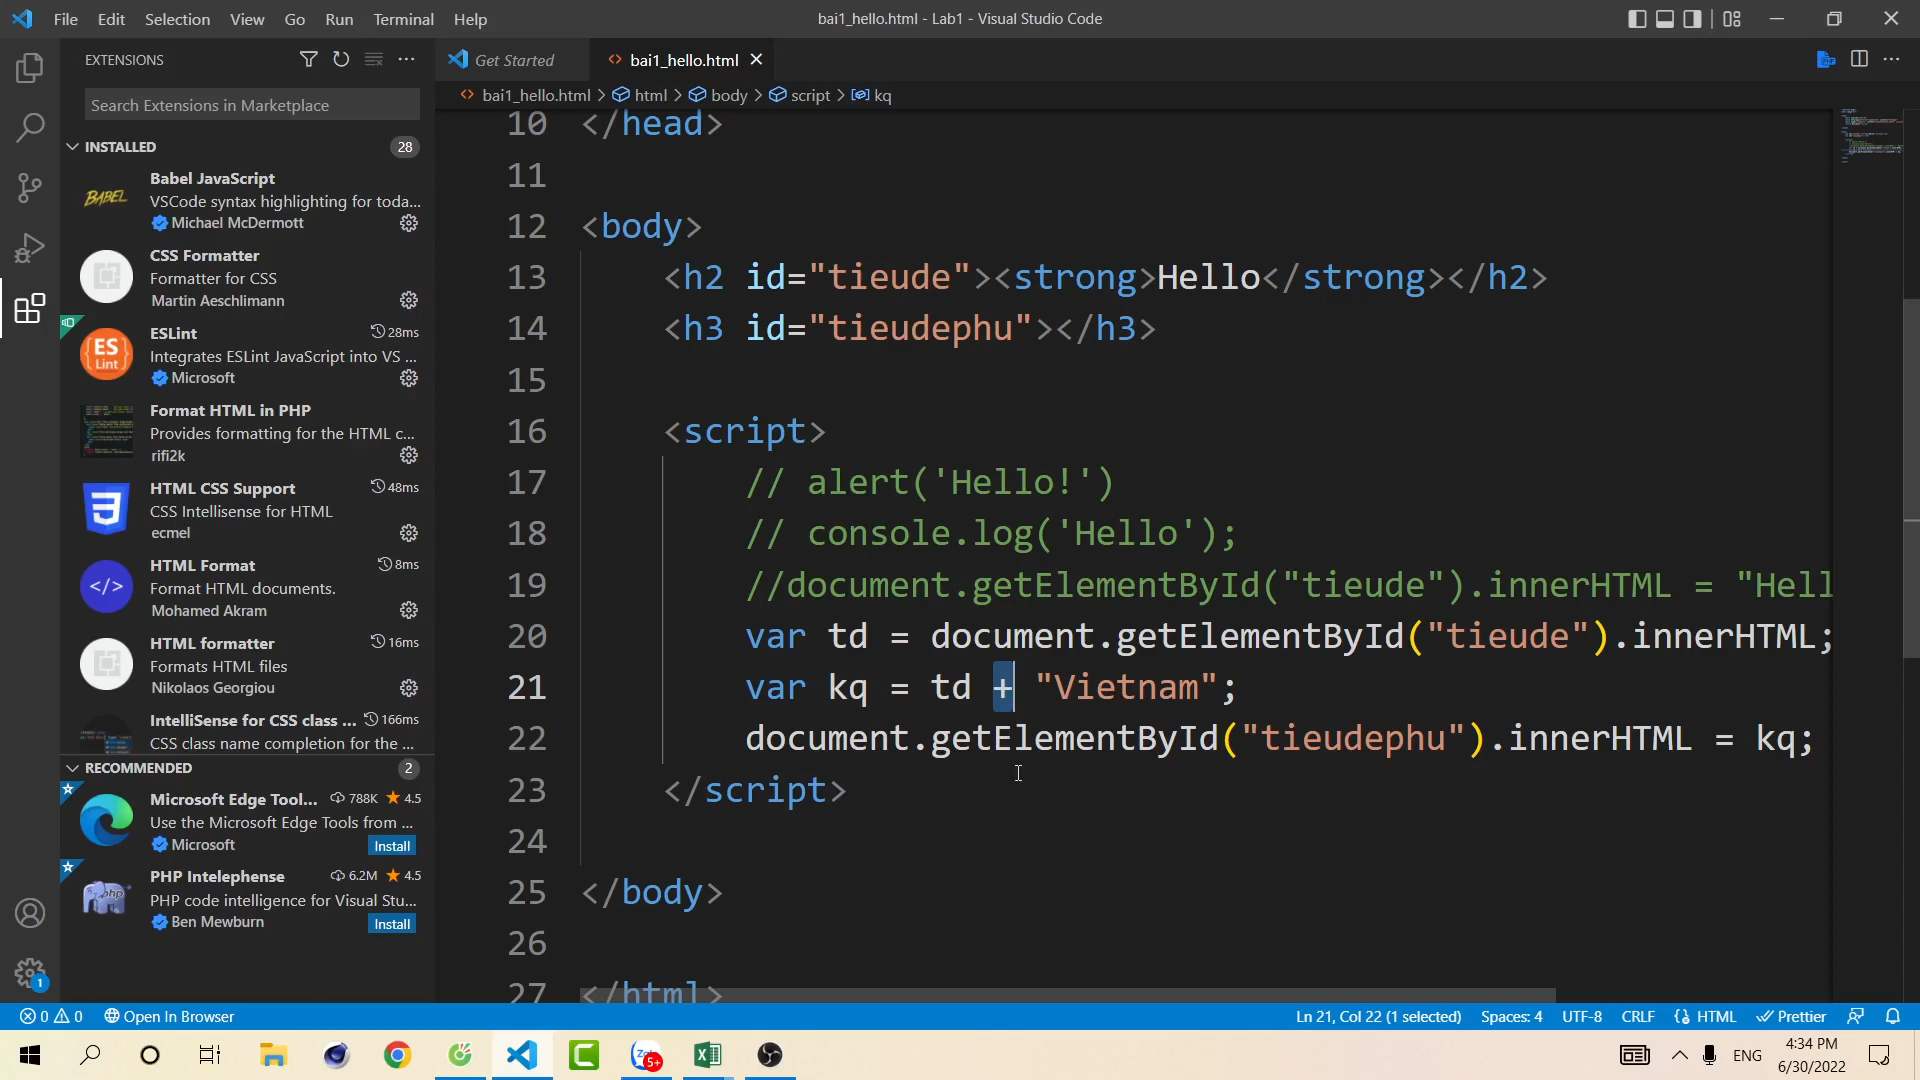 File Edit Selection View Go Run Terminal Help
bai1_hello.html - Lab1 - Visual Studio Code
EXTENSIONS
Search Extensions in Marketplace
INSTALLED 28
Babel JavaScript
VSCode syntax highlighting for toda...
Michael McDermott
CSS Formatter
Formatter for CSS
Martin Aeschlimann
ESLint 28ms
Integrates ESLint JavaScript into VS ...
Microsoft
Format HTML in PHP
Provides formatting for the HTML c...
rifi2k
HTML CSS Support 48ms
CSS Intellisense for HTML
ecmel
HTML Format 8ms
Format HTML documents.
Mohamed Akram
HTML formatter 16ms
Formats HTML files
Nikolaos Georgiou
IntelliSense for CSS class ... 166ms
CSS class name completion for the ...
RECOMMENDED 2
Microsoft Edge Tool... 788K 4.5
Use the Microsoft Edge Tools from ...
Microsoft Install
PHP Intelephense 6.2M 4.5
PHP code intelligence for Visual Stu...
Ben Mewburn Install
Get Started bai1_hello.html
bai1_hello.html > html > body > script > kq
10 </head>
11
12 <body>
13 <h2 id="tieude"><strong>Hello</strong></h2>
14 <h3 id="tieudephu"></h3>
15
16 <script>
17 // alert('Hello!')
18 // console.log('Hello');
19 //document.getElementById("tieude").innerHTML = "Hell
20 var td = document.getElementById("tieude").innerHTML;
21 var kq = td + "Vietnam";
22 document.getElementById("tieudephu").innerHTML = kq;
23 </script>
24
25 </body>
26
27 </html>
0 0 Open In Browser
Ln 21, Col 22 (1 selected) Spaces: 4 UTF-8 CRLF HTML Prettier
ENG 4:34 PM
6/30/2022